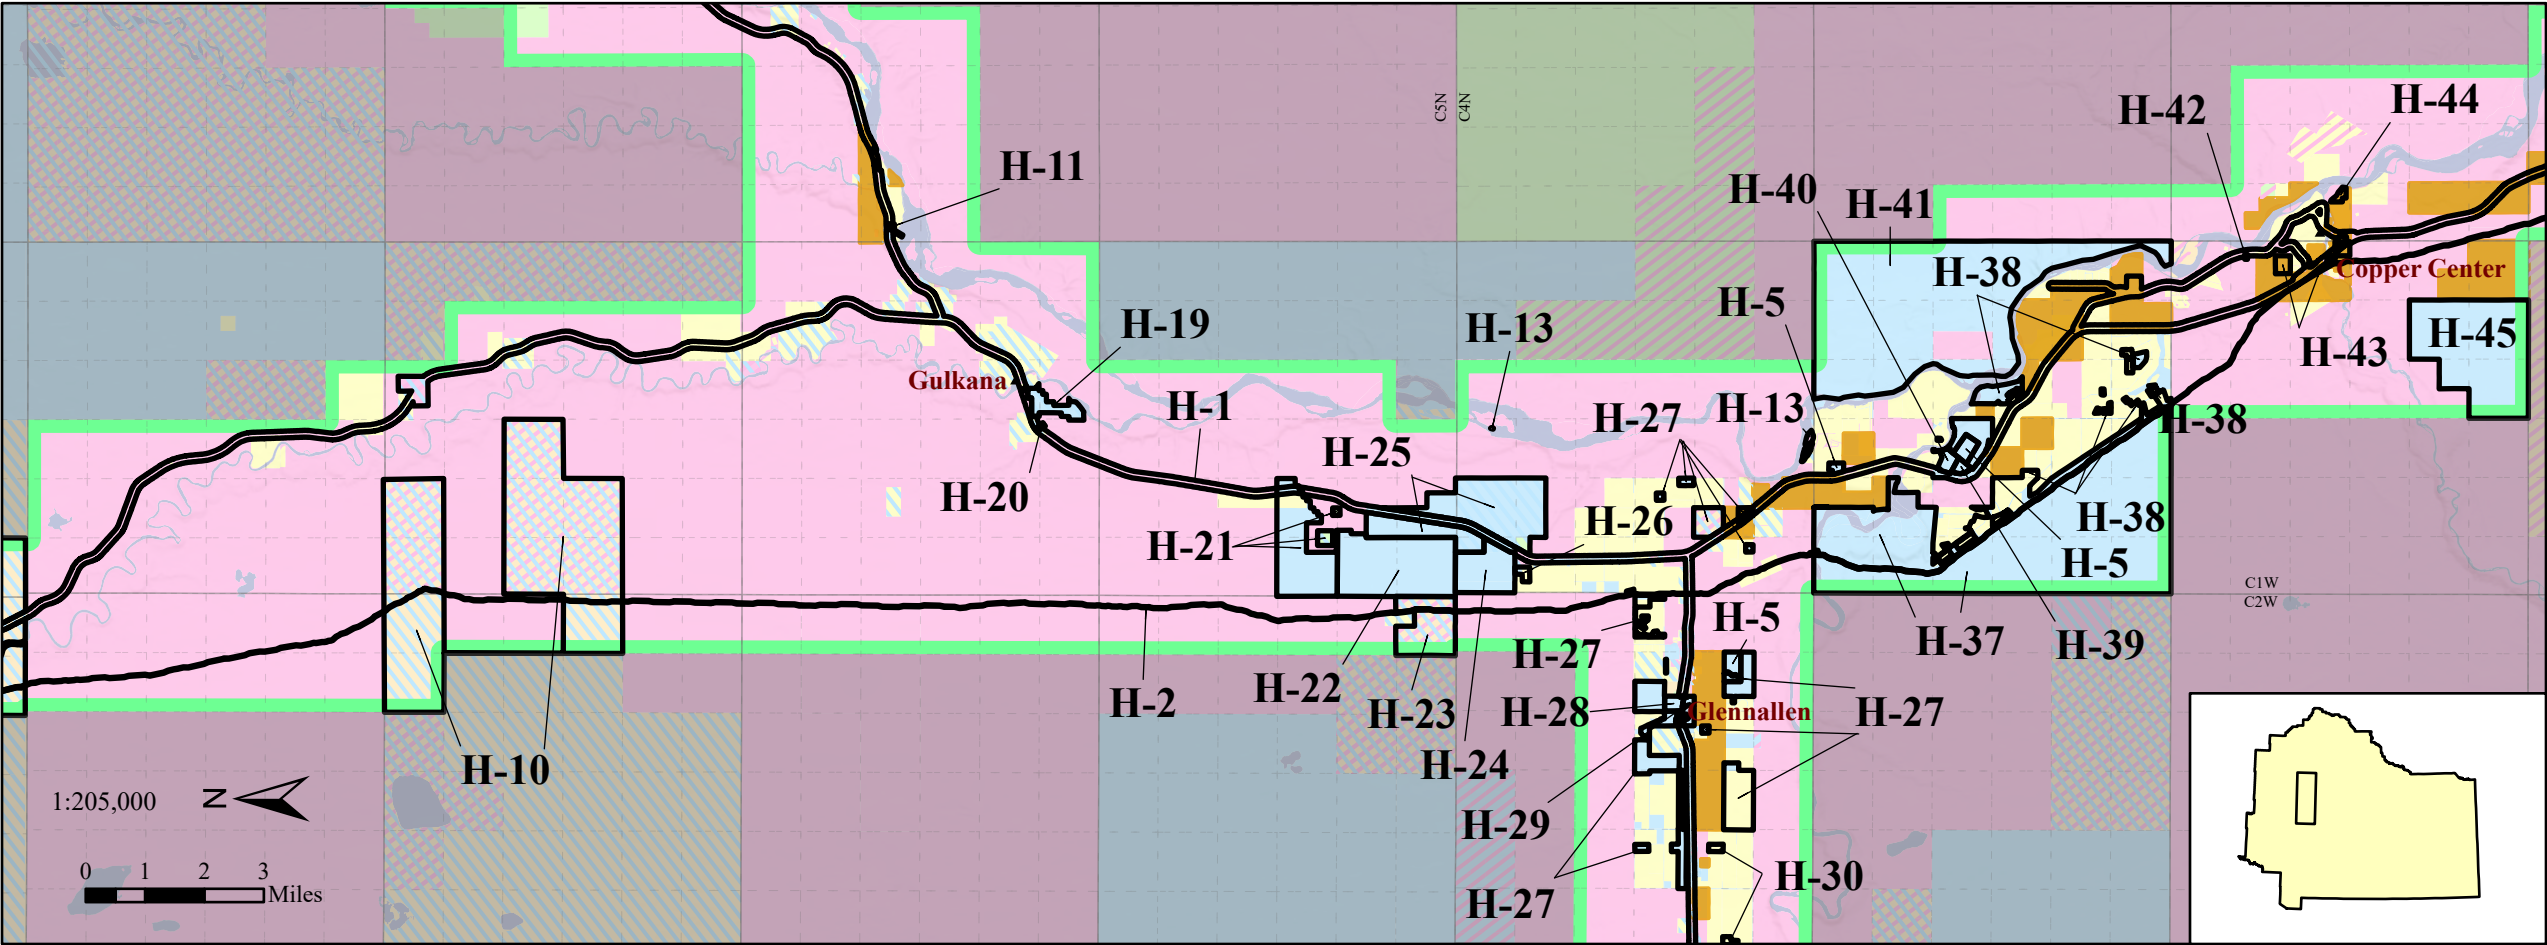 H-44
H-42
C5N
C4N
H-11
H-40
H-41
H-38
Copper Center
H-5
H-19
H-13
H-45
H-43
Gulkana
H-1
H-27
H-13
H-38
H-25
H-20
H-26
H-38
H-21
H-5
C1W
C2W
H-5
H-27
H-37
H-39
H-22
H-2
H-23
H-28
Glennallen
H-27
H-10
H-24
1:205,000
N
H-29
H-30
0 1 2 3
Miles
H-27